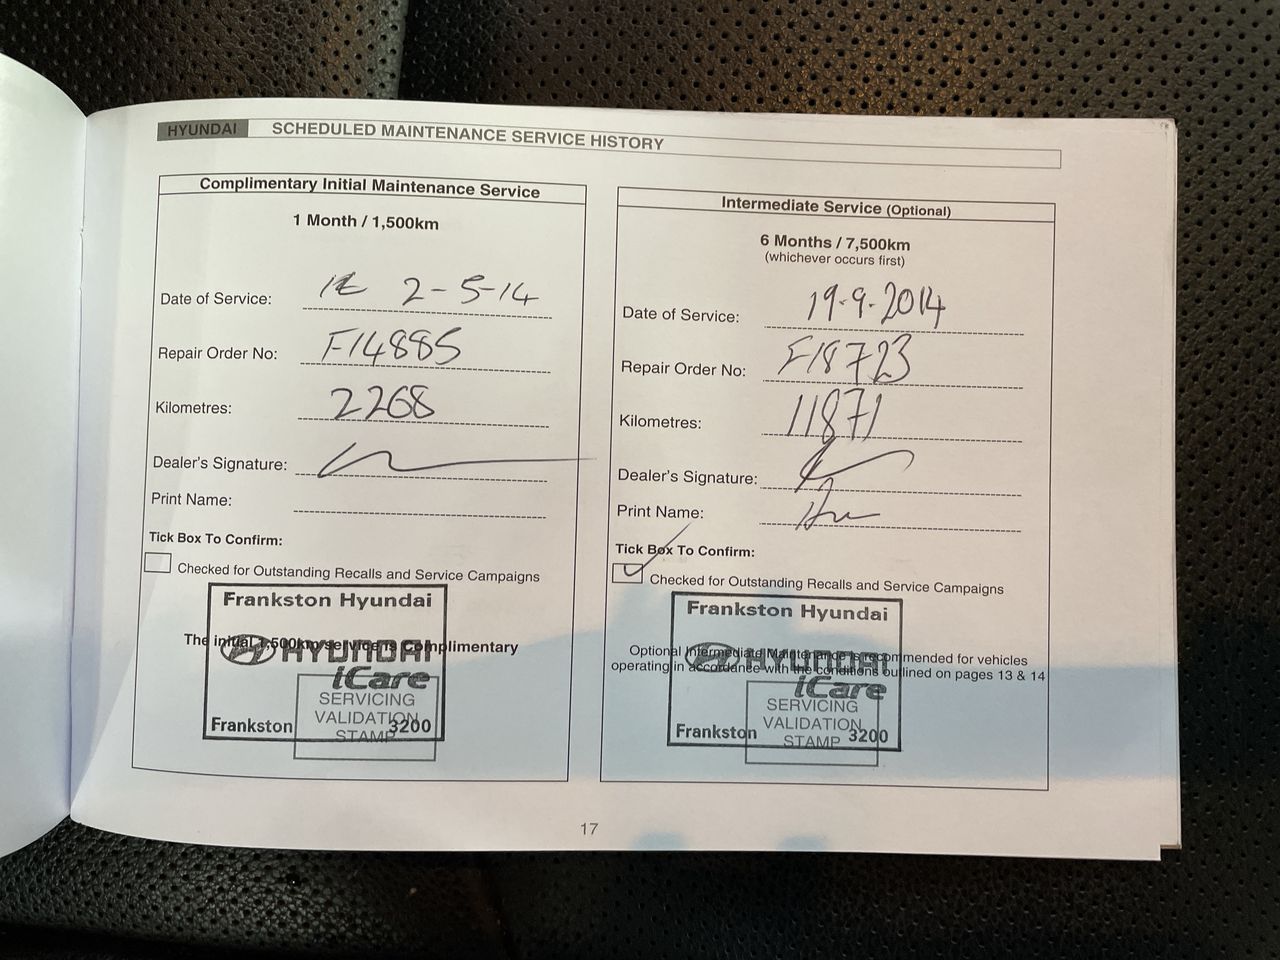 HYUNDAI SCHEDULED MAINTENANCE SERVICE HISTORY
Complimentary Initial Maintenance Service
1 Month / 1,500km
Date of Service: 2-5-14
Repair Order No: F14885
Kilometres: 2268
Dealer's Signature:
Print Name:
Tick Box To Confirm:
Checked for Outstanding Recalls and Service Campaigns
Frankston Hyundai
The initial 1,500km service is complimentary
HYUNDAI
iCare
SERVICING
VALIDATION
STAMP
Frankston 3200
Intermediate Service (Optional)
6 Months / 7,500km
(whichever occurs first)
Date of Service: 19-9-2014
Repair Order No: F18723
Kilometres: 11871
Dealer's Signature:
Print Name:
Tick Box To Confirm:
Checked for Outstanding Recalls and Service Campaigns
Frankston Hyundai
Optional Intermediate Maintenance is recommended for vehicles
operating in accordance with the conditions outlined on pages 13 & 14
HYUNDAI
iCare
SERVICING
VALIDATION
STAMP
Frankston 3200
17